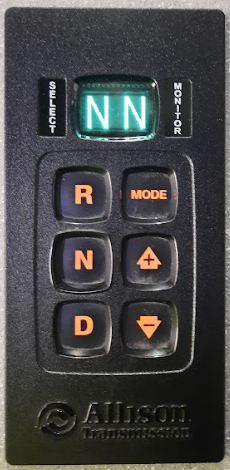 SELECT
NN
MONITOR
R
MODE
N
+
D
-
Allison
Transmission